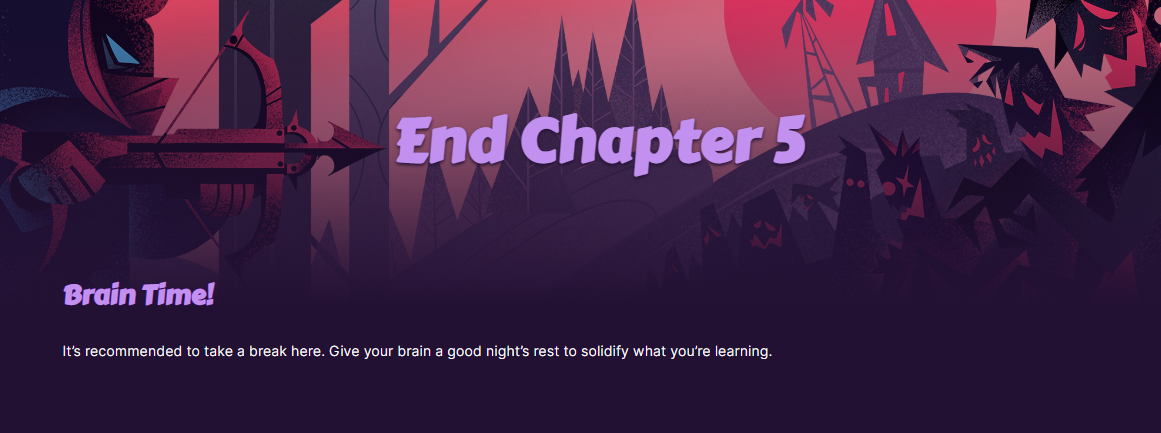 End Chapter 5
Brain Time!
It’s recommended to take a break here. Give your brain a good night’s rest to solidify what you’re learning.